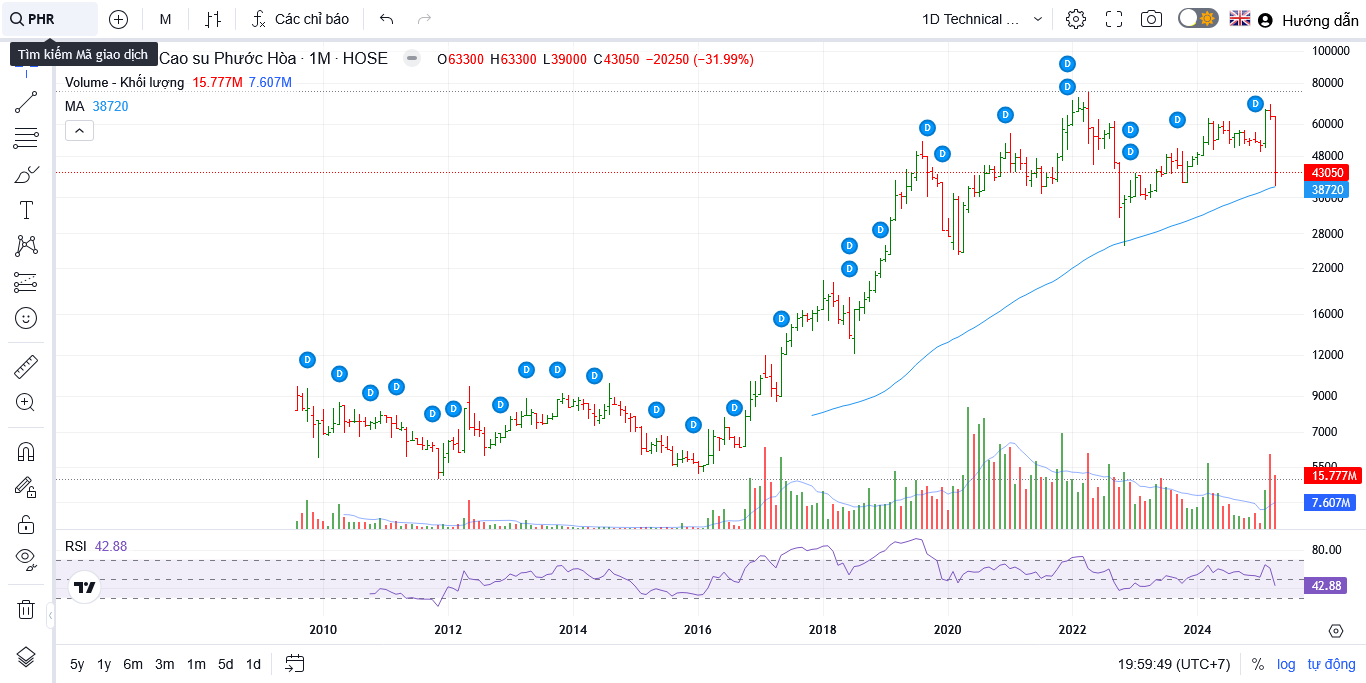 PHR M Các chỉ báo 1D Technical ... Hướng dẫn
Tìm kiếm Mã giao dịch
Cao su Phước Hòa · 1M · HOSE O63300 H63300 L39000 C43050 −20250 (−31.99%)
Volume - Khối lượng 15.777M 7.607M
MA 38720
100000
80000
60000
48000
43050
38720
36000
28000
22000
16000
12000
9000
7000
5500
15.777M
7.607M
D D D D D D D D D D D D D D D D D D D D D D D D D D
RSI 42.88
80.00
42.88
2010 2012 2014 2016 2018 2020 2022 2024
5y 1y 6m 3m 1m 5d 1d 19:59:49 (UTC+7) % log tự động